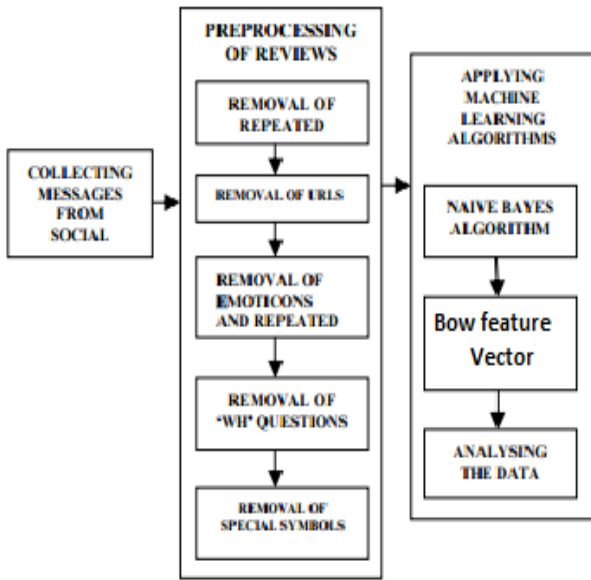 COLLECTING
MESSAGES
FROM
SOCIAL
PREPROCESSING
OF REVIEWS
REMOVAL OF
REPEATED
REMOVAL OF URLS
REMOVAL OF
EMOTICONS
AND REPEATED
REMOVAL OF
“WH” QUESTIONS
REMOVAL OF
SPECIAL SYMBOLS
APPLYING
MACHINE
LEARNING
ALGORITHMS
NAIVE BAYES
ALGORITHM
Bow feature
Vector
ANALYSING
THE DATA